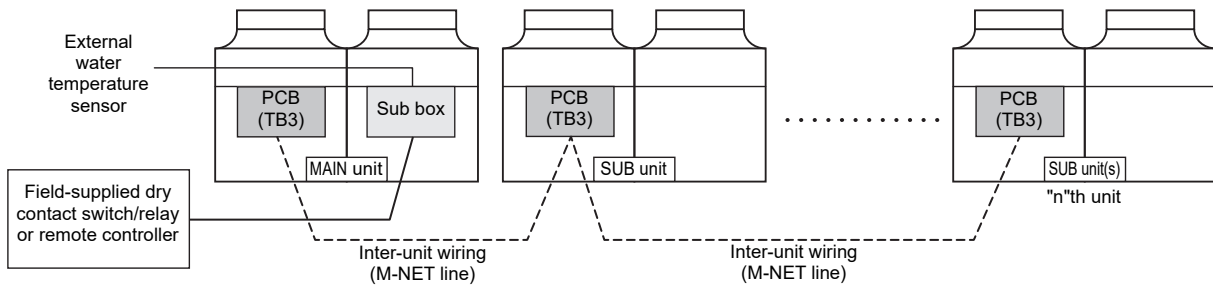 External
water
temperature
sensor
PCB
(TB3)
Sub box
MAIN unit
Field-supplied dry
contact switch/relay
or remote controller
PCB
(TB3)
SUB unit
PCB
(TB3)
SUB unit(s)
"n"th unit
Inter-unit wiring
(M-NET line)
Inter-unit wiring
(M-NET line)